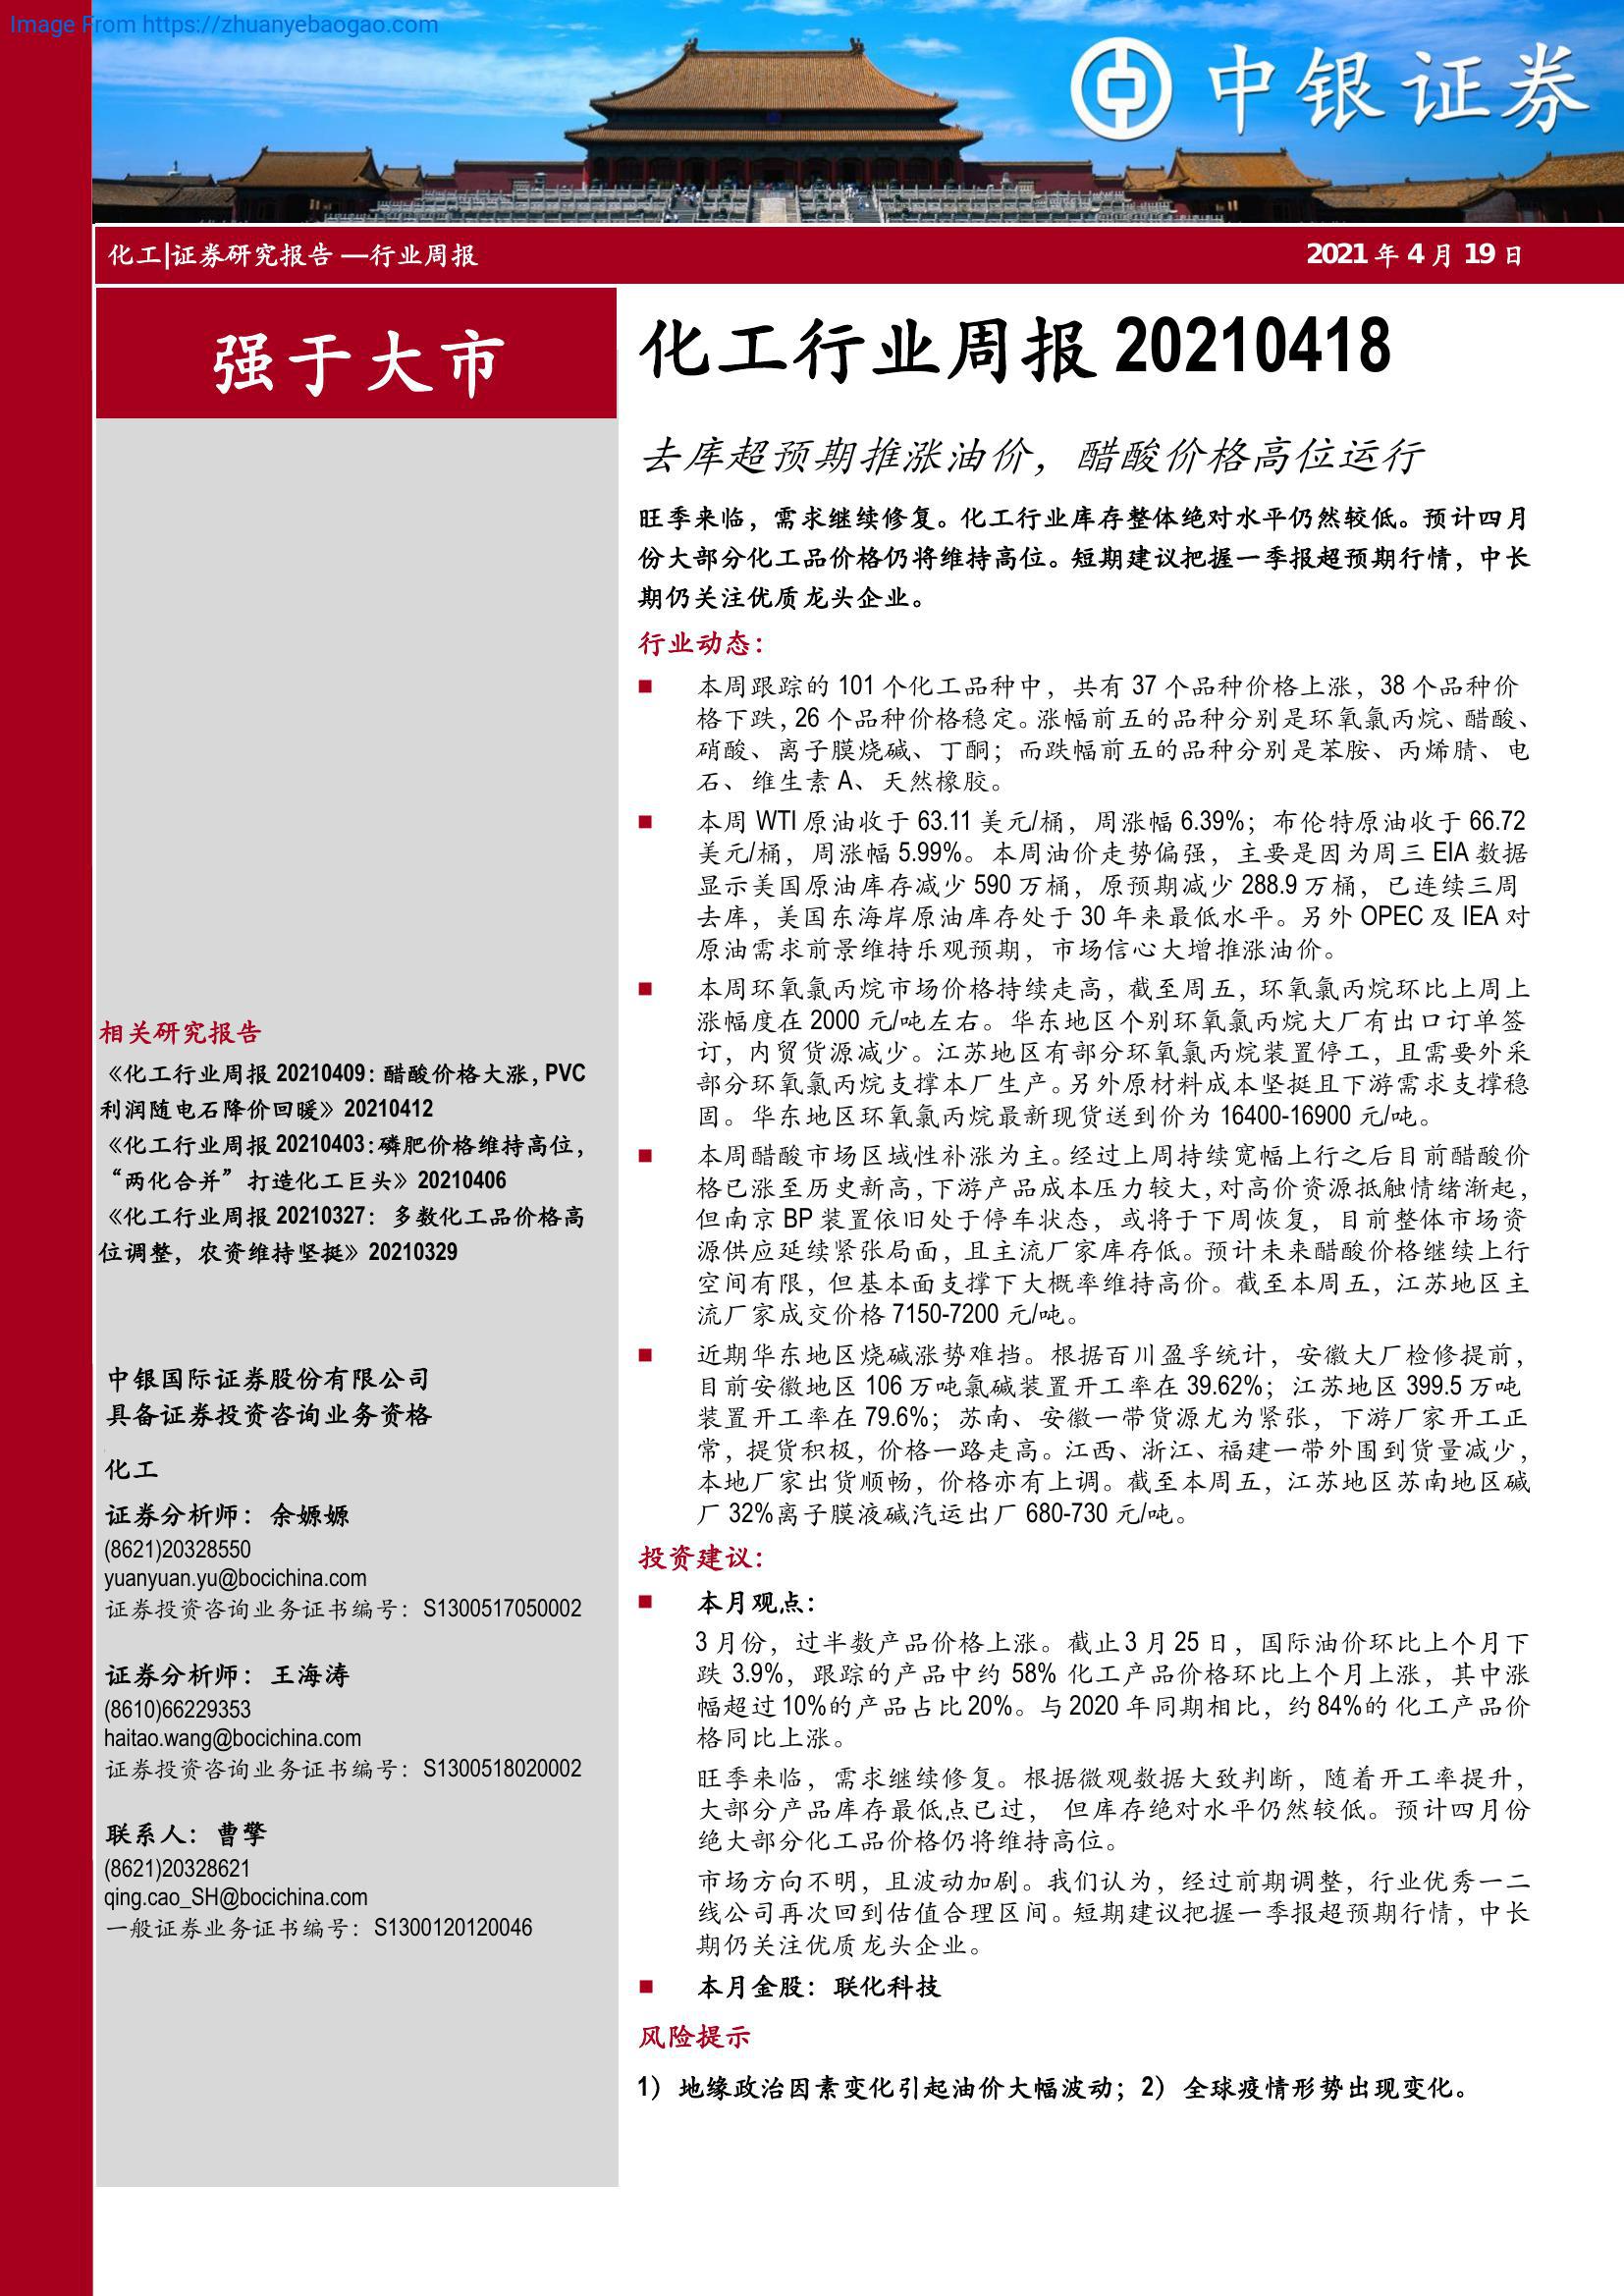 Image From https://zhuanyebaogao.com
中银证券
化工|证券研究报告 —行业周报
2021 年 4 月 19 日
强于大市
化工行业周报 20210418
去库超预期推涨油价，醋酸价格高位运行
旺季来临，需求继续修复。化工行业库存整体绝对水平仍然较低。预计四月
份大部分化工品价格仍将维持高位。短期建议把握一季报超预期行情，中长
期仍关注优质龙头企业。
行业动态：
■ 本周跟踪的 101 个化工品种中，共有 37 个品种价格上涨，38 个品种价
格下跌，26 个品种价格稳定。涨幅前五的品种分别是环氧氯丙烷、醋酸、
硝酸、离子膜烧碱、丁酮；而跌幅前五的品种分别是苯胺、丙烯腈、电
石、维生素 A、天然橡胶。
■ 本周 WTI 原油收于 63.11 美元/桶，周涨幅 6.39%；布伦特原油收于 66.72
美元/桶，周涨幅 5.99%。本周油价走势偏强，主要是因为周三 EIA 数据
显示美国原油库存减少 590 万桶，原预期减少 288.9 万桶，已连续三周
去库，美国东海岸原油库存处于 30 年来最低水平。另外 OPEC 及 IEA 对
原油需求前景维持乐观预期，市场信心大增推涨油价。
■ 本周环氧氯丙烷市场价格持续走高，截至周五，环氧氯丙烷环比上周上
涨幅度在 2000 元/吨左右。华东地区个别环氧氯丙烷大厂有出口订单签
订，内贸货源减少。江苏地区有部分环氧氯丙烷装置停工，且需要外采
部分环氧氯丙烷支撑本厂生产。另外原材料成本坚挺且下游需求支撑稳
固。华东地区环氧氯丙烷最新现货送到价为 16400-16900 元/吨。
■ 本周醋酸市场区域性补涨为主。经过上周持续宽幅上行之后目前醋酸价
格已涨至历史新高，下游产品成本压力较大，对高价资源抵触情绪渐起，
但南京 BP 装置依旧处于停车状态，或将于下周恢复，目前整体市场资
源供应延续紧张局面，且主流厂家库存低。预计未来醋酸价格继续上行
空间有限，但基本面支撑下大概率维持高价。截至本周五，江苏地区主
流厂家成交价格 7150-7200 元/吨。
■ 近期华东地区烧碱涨势难挡。根据百川盈孚统计，安徽大厂检修提前，
目前安徽地区 106 万吨氯碱装置开工率在 39.62%；江苏地区 399.5 万吨
装置开工率在 79.6%；苏南、安徽一带货源尤为紧张，下游厂家开工正
常，提货积极，价格一路走高。江西、浙江、福建一带外围到货量减少，
本地厂家出货顺畅，价格亦有上调。截至本周五，江苏地区苏南地区碱
厂 32%离子膜液碱汽运出厂 680-730 元/吨。
投资建议：
■ 本月观点：
3 月份，过半数产品价格上涨。截止 3 月 25 日，国际油价环比上个月下
跌 3.9%，跟踪的产品中约 58% 化工产品价格环比上个月上涨，其中涨
幅超过 10%的产品占比 20%。与 2020 年同期相比，约 84%的 化工产品价
格同比上涨。
旺季来临，需求继续修复。根据微观数据大致判断，随着开工率提升，
大部分产品库存最低点已过， 但库存绝对水平仍然较低。预计四月份
绝大部分化工品价格仍将维持高位。
市场方向不明，且波动加剧。我们认为，经过前期调整，行业优秀一二
线公司再次回到估值合理区间。短期建议把握一季报超预期行情，中长
期仍关注优质龙头企业。
■ 本月金股：联化科技
风险提示
1）地缘政治因素变化引起油价大幅波动；2）全球疫情形势出现变化。
相关研究报告
《化工行业周报 20210409：醋酸价格大涨，PVC
利润随电石降价回暖》20210412
《化工行业周报 20210403：磷肥价格维持高位，
“两化合并”打造化工巨头》20210406
《化工行业周报 20210327：多数化工品价格高
位调整，农资维持坚挺》20210329
中银国际证券股份有限公司
具备证券投资咨询业务资格
化工
证券分析师：余嫄嫄
(8621)20328550
yuanyuan.yu@bocichina.com
证券投资咨询业务证书编号：S1300517050002
证券分析师：王海涛
(8610)66229353
haitao.wang@bocichina.com
证券投资咨询业务证书编号：S1300518020002
联系人：曹擎
(8621)20328621
qing.cao_SH@bocichina.com
一般证券业务证书编号：S1300120120046